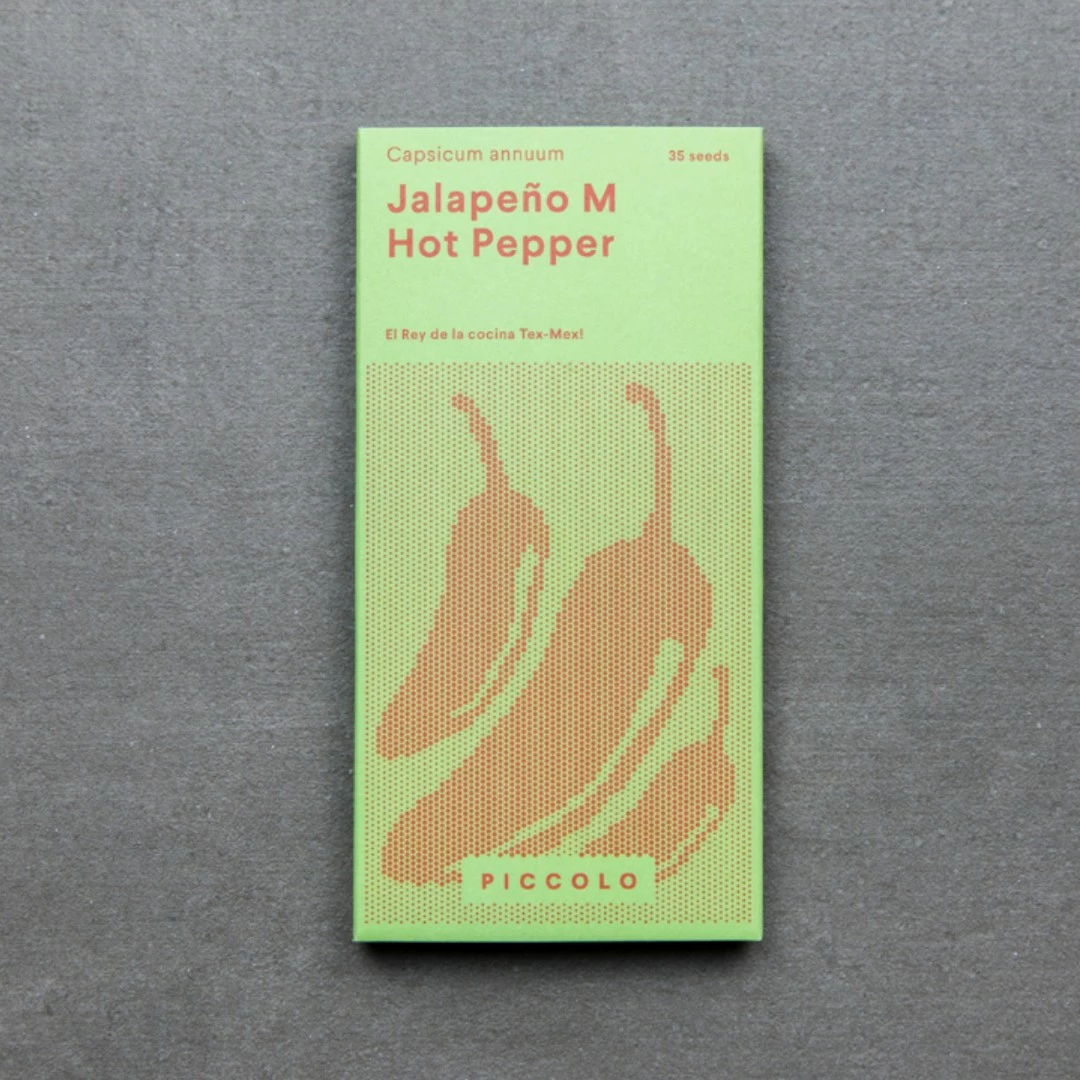 Capsicum annuum
35 seeds
Jalapeño M
Hot Pepper
El Rey de la cocina Tex-Mex!
PICCOLO